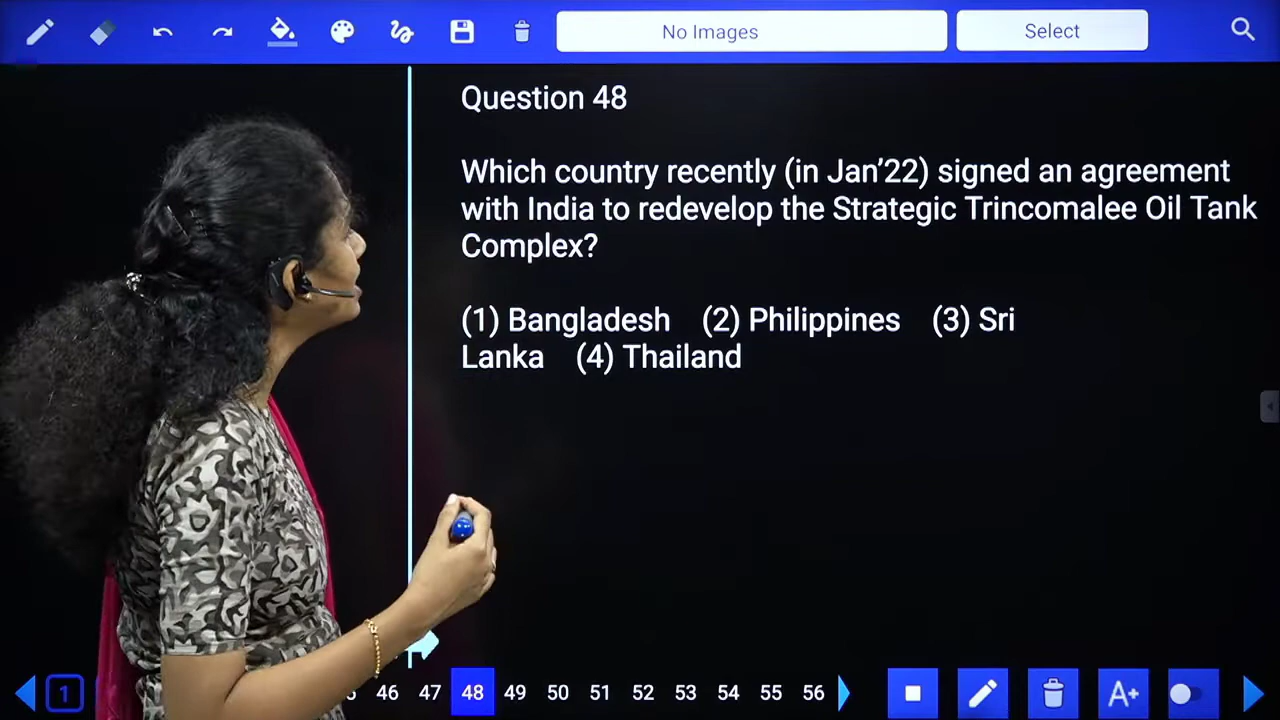 No Images
Select
Question 48
Which country recently (in Jan’22) signed an agreement
with India to redevelop the Strategic Trincomalee Oil Tank
Complex?
(1) Bangladesh (2) Philippines (3) Sri
Lanka (4) Thailand
1 46 47 48 49 50 51 52 53 54 55 56 A+